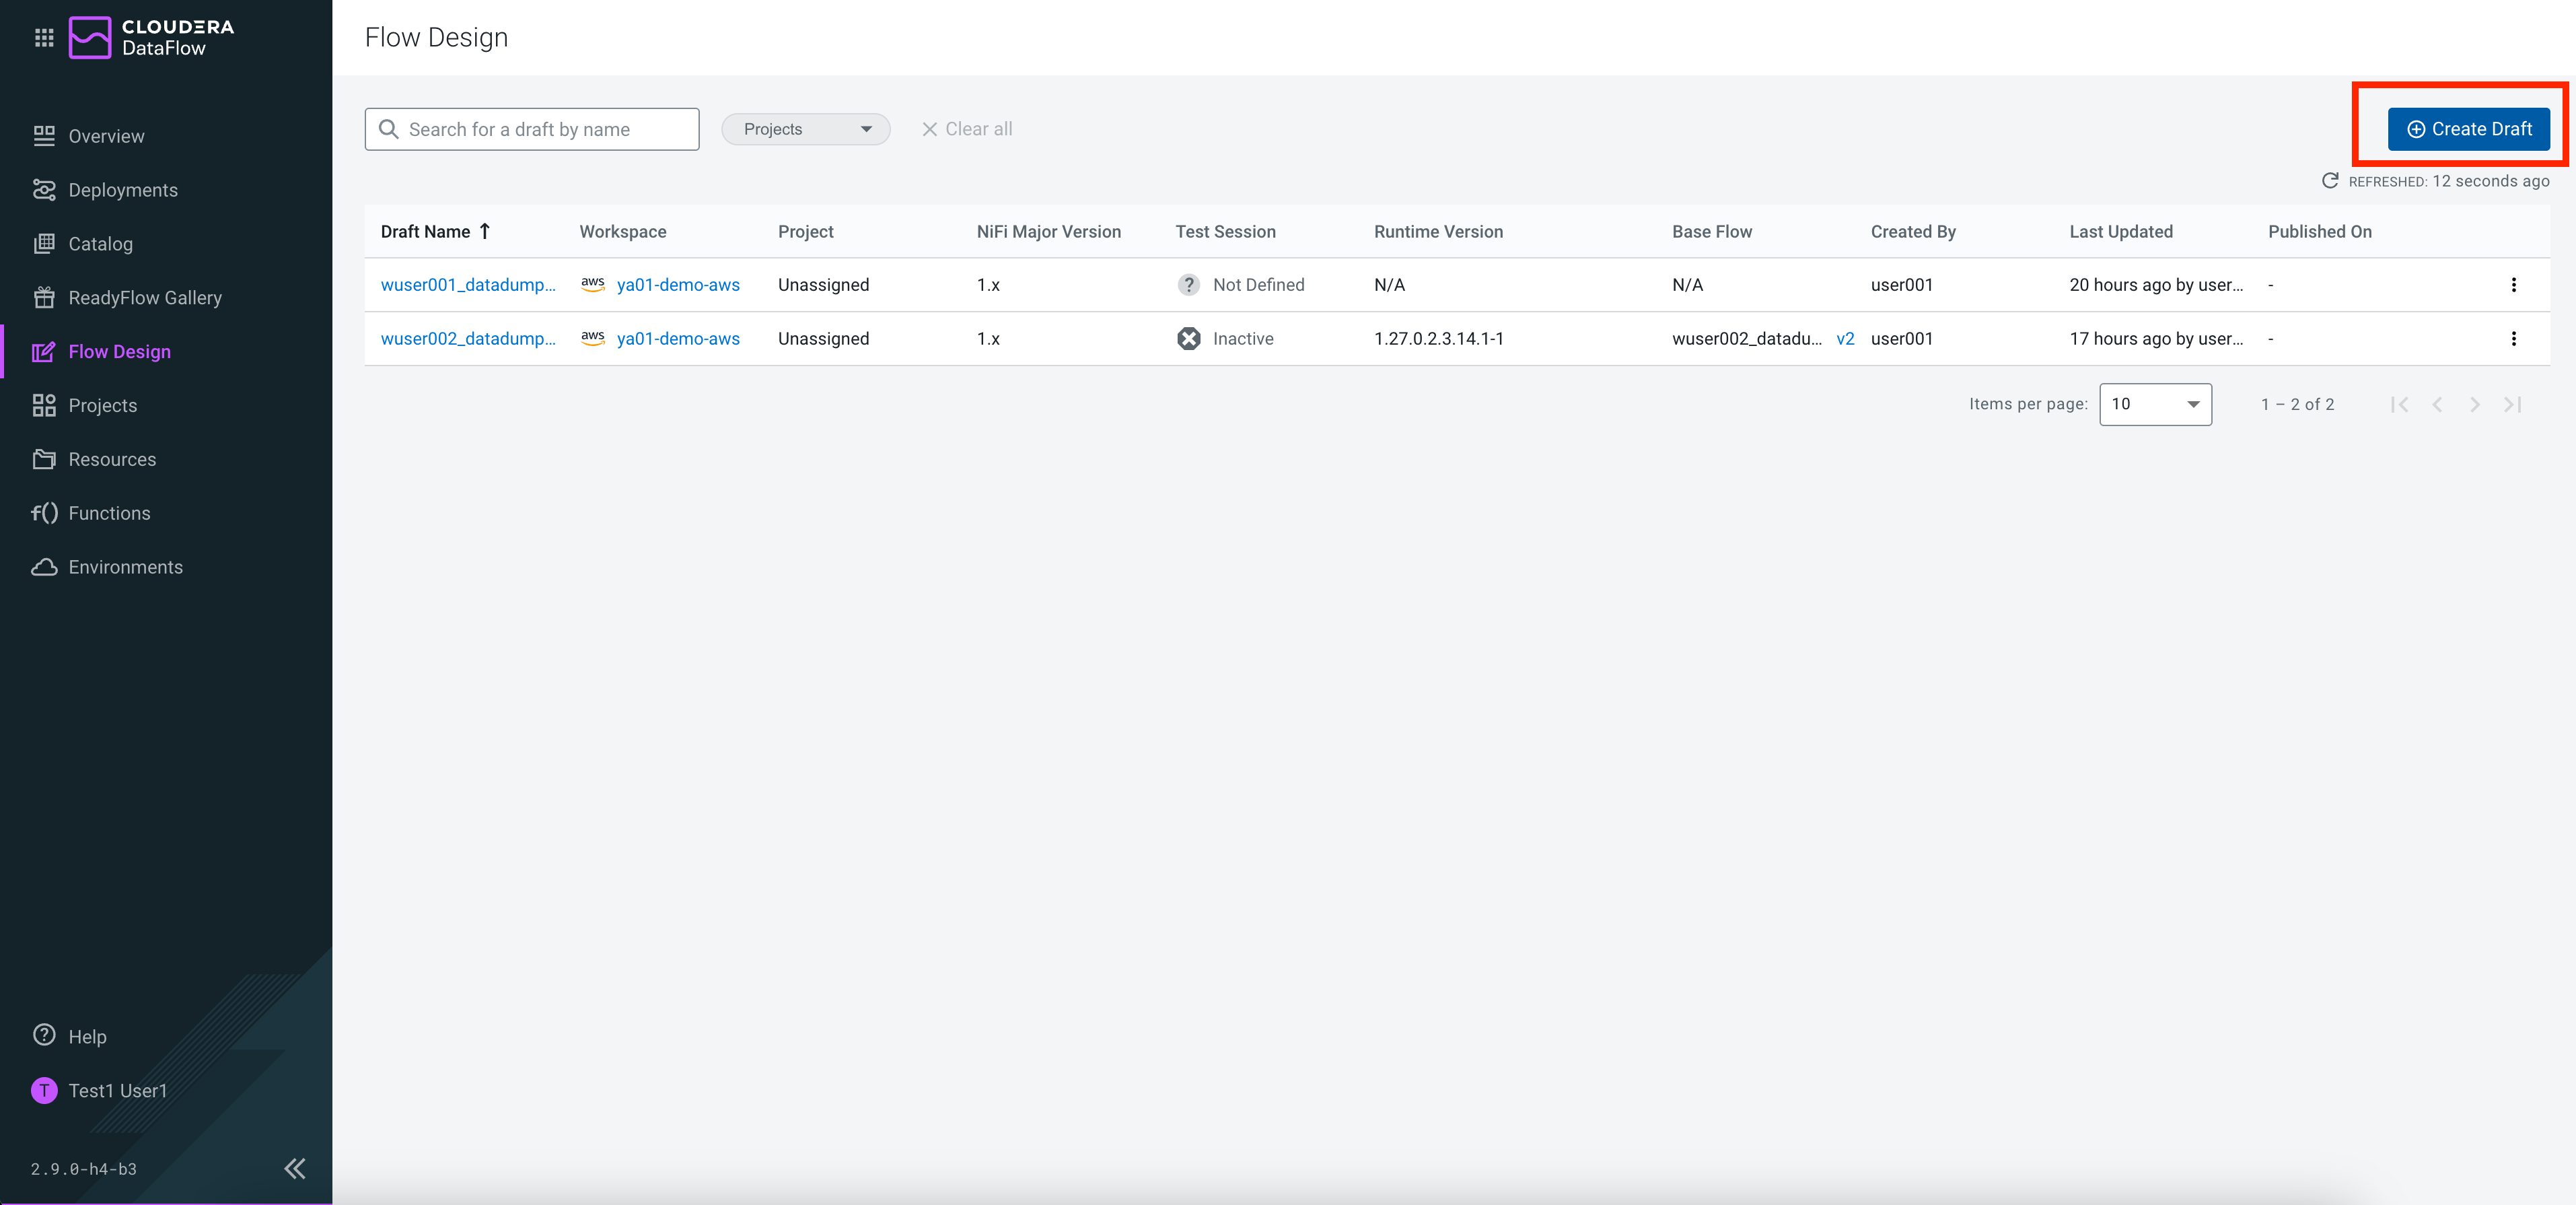 CLOUDERA
DataFlow
Overview
Deployments
Catalog
ReadyFlow Gallery
Flow Design
Projects
Resources
f() Functions
Environments
? Help
T Test1 User1
2.9.0-h4-b3
Flow Design
Search for a draft by name
Projects
Clear all
Create Draft
REFRESHED: 12 seconds ago
Draft Name Workspace Project NiFi Major Version Test Session Runtime Version Base Flow Created By Last Updated Published On
wuser001_datadump... aws ya01-demo-aws Unassigned 1.x ? Not Defined N/A N/A user001 20 hours ago by user... -
wuser002_datadump... aws ya01-demo-aws Unassigned 1.x Inactive 1.27.0.2.3.14.1-1 wuser002_datadu... v2 user001 17 hours ago by user... -
Items per page: 10 1 – 2 of 2